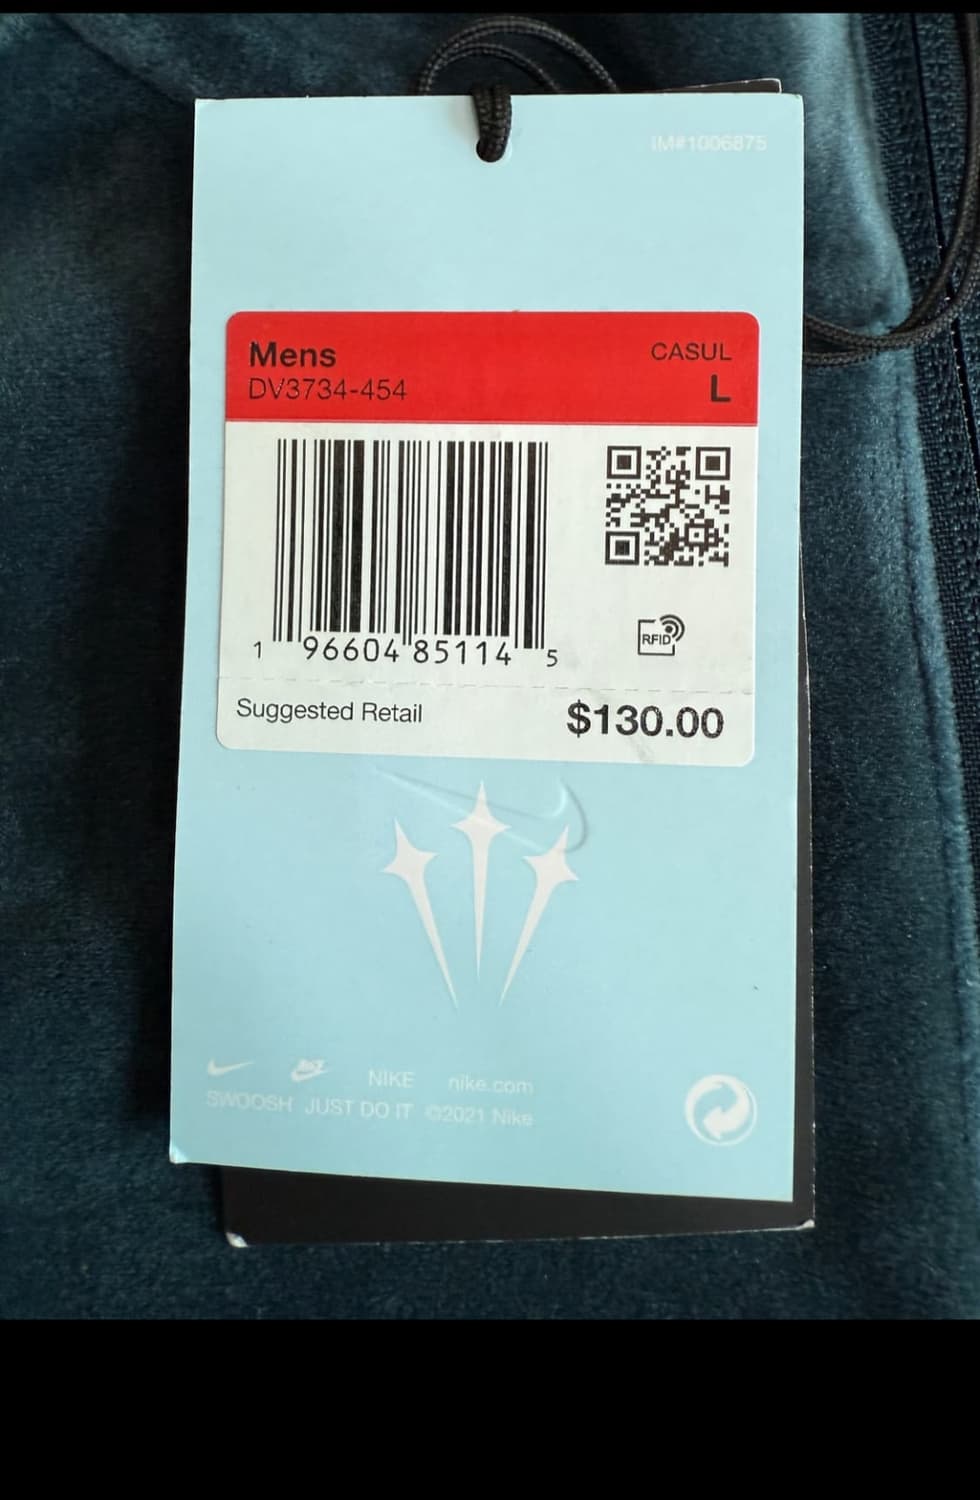 IM#1006875
Mens
CASUL
DV3734-454
L
1 96604 85114 5
RFID
Suggested Retail
$130.00
NIKE nike.com
SWOOSH JUST DO IT ©2021 Nike